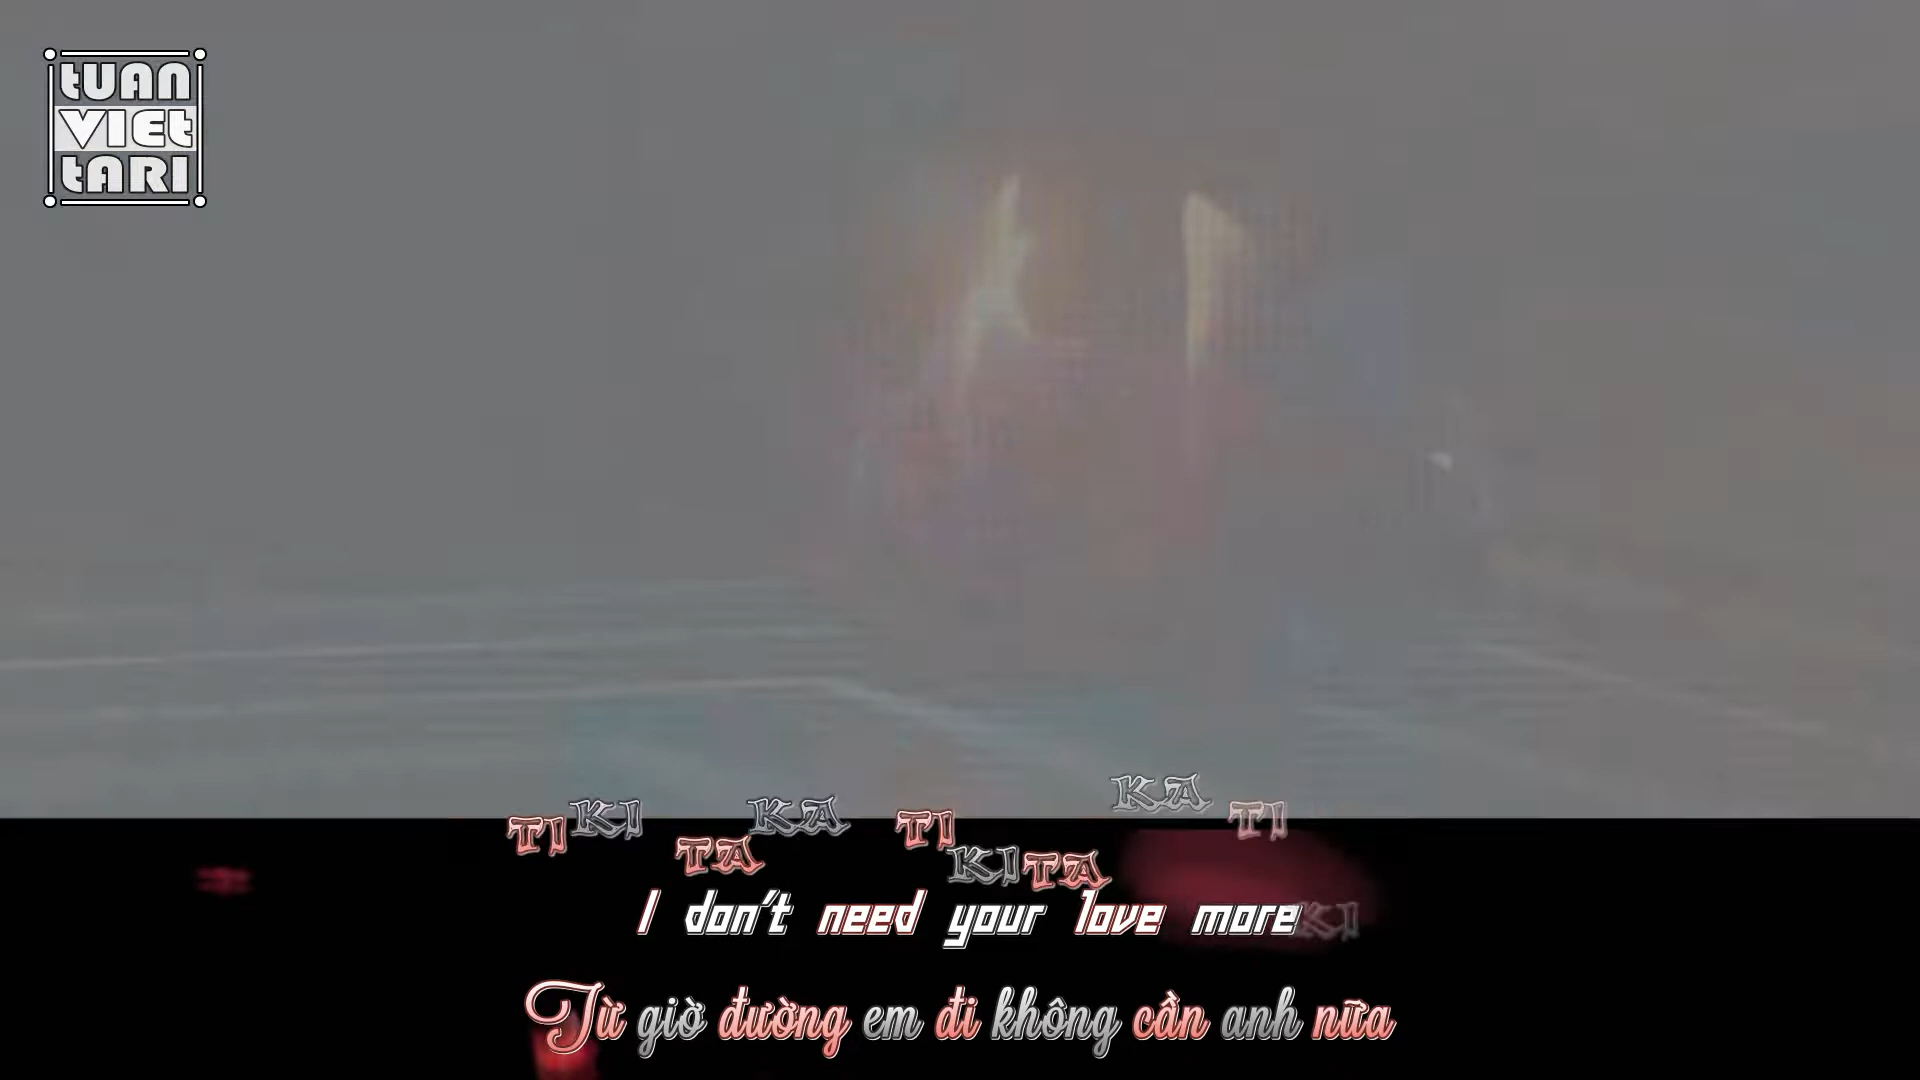 tUAN
VIEt
tARI
TI KI TA KA TI KI TA KA TI KI
I don't need your love more
Từ giờ đường em đi không cần anh nữa